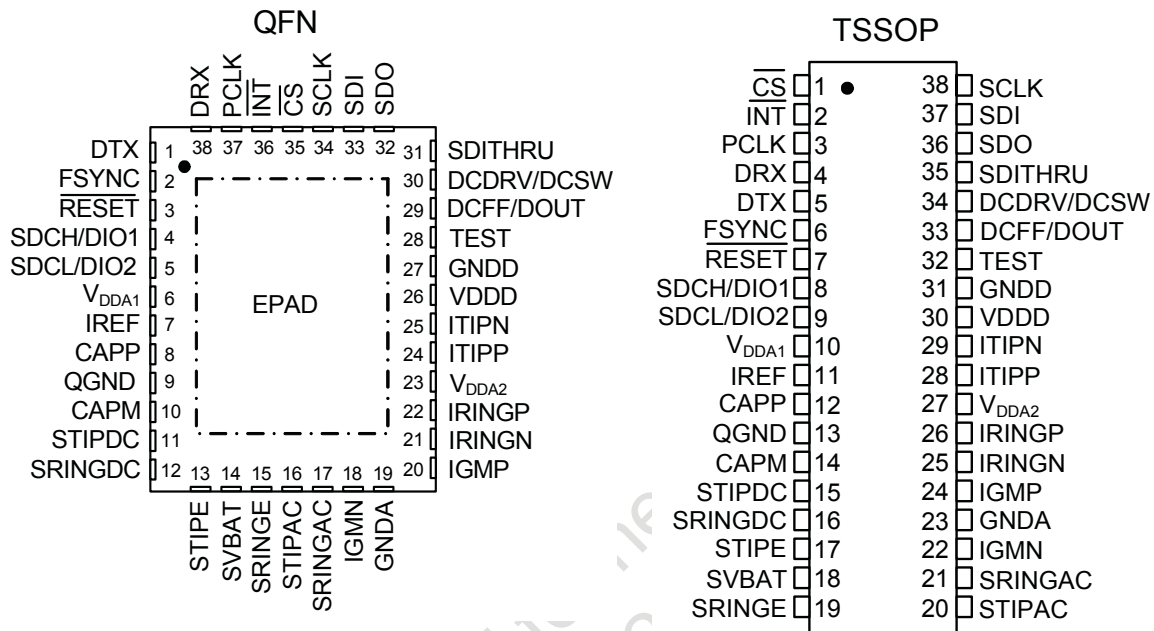 QFN
DRX PCLK INT CS SCLK SDI SDO
38 37 36 35 34 33 32
DTX 1
FSYNC 2
RESET 3
SDCH/DIO1 4
SDCL/DIO2 5
VDDA1 6
IREF 7
CAPP 8
QGND 9
CAPM 10
STIPDC 11
SRINGDC 12
EPAD
31 SDITHRU
30 DCDRV/DCSW
29 DCFF/DOUT
28 TEST
27 GNDD
26 VDDD
25 ITIPN
24 ITIPP
23 VDDA2
22 IRINGP
21 IRINGN
20 IGMP
13 14 15 16 17 18 19
STIPE SVBAT SRINGE STIPAC SRINGAC IGMN GNDA
TSSOP
CS 1 38 SCLK
INT 2 37 SDI
PCLK 3 36 SDO
DRX 4 35 SDITHRU
DTX 5 34 DCDRV/DCSW
FSYNC 6 33 DCFF/DOUT
RESET 7 32 TEST
SDCH/DIO1 8 31 GNDD
SDCL/DIO2 9 30 VDDD
VDDA1 10 29 ITIPN
IREF 11 28 ITIPP
CAPP 12 27 VDDA2
QGND 13 26 IRINGP
CAPM 14 25 IRINGN
STIPDC 15 24 IGMP
SRINGDC 16 23 GNDA
STIPE 17 22 IGMN
SVBAT 18 21 SRINGAC
SRINGE 19 20 STIPAC